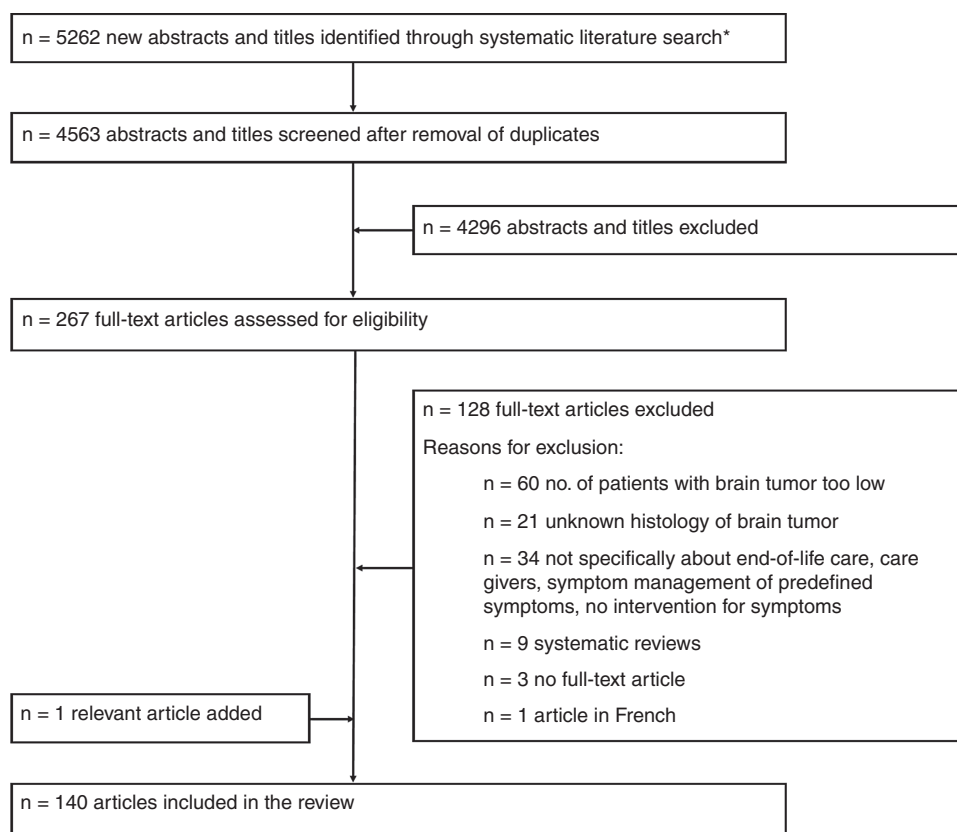 n = 5262 new abstracts and titles identified through systematic literature search*
n = 4563 abstracts and titles screened after removal of duplicates
n = 4296 abstracts and titles excluded
n = 267 full-text articles assessed for eligibility
n = 128 full-text articles excluded
Reasons for exclusion:
n = 60 no. of patients with brain tumor too low
n = 21 unknown histology of brain tumor
n = 34 not specifically about end-of-life care, care
givers, symptom management of predefined
symptoms, no intervention for symptoms
n = 9 systematic reviews
n = 3 no full-text article
n = 1 article in French
n = 1 relevant article added
n = 140 articles included in the review